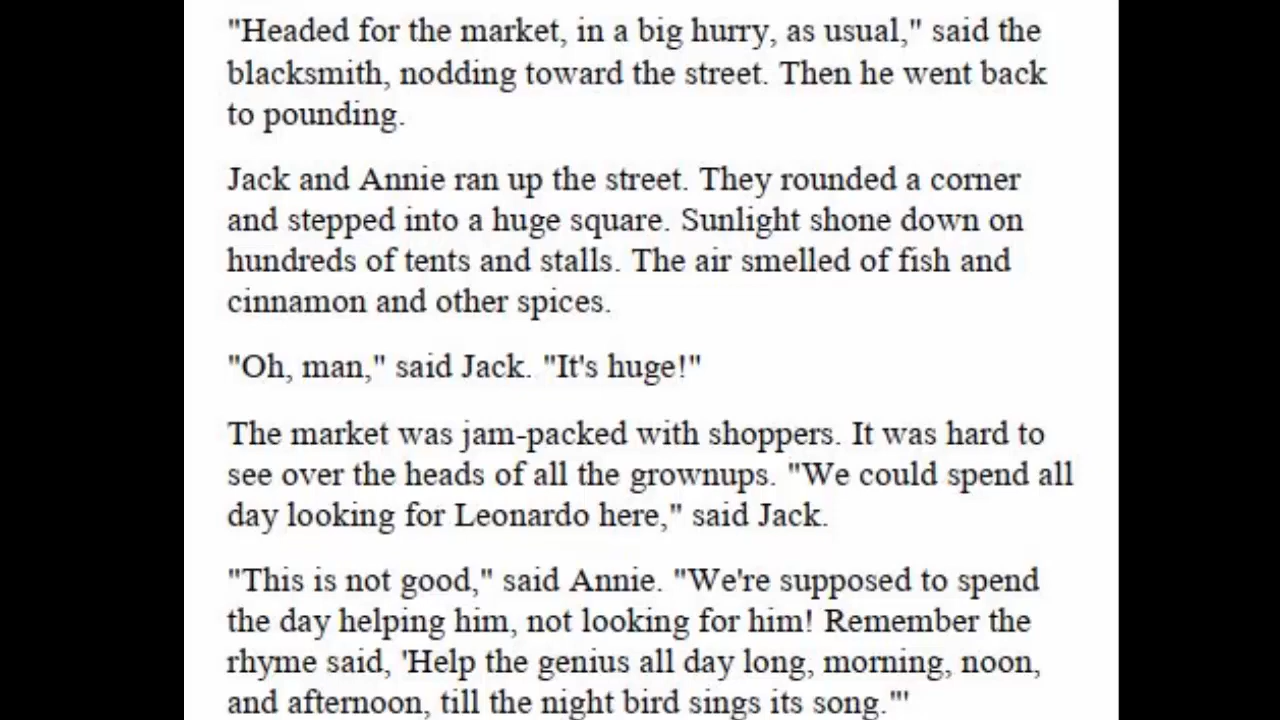 "Headed for the market, in a big hurry, as usual," said the
blacksmith, nodding toward the street. Then he went back
to pounding.
Jack and Annie ran up the street. They rounded a corner
and stepped into a huge square. Sunlight shone down on
hundreds of tents and stalls. The air smelled of fish and
cinnamon and other spices.
"Oh, man," said Jack. "It's huge!"
The market was jam-packed with shoppers. It was hard to
see over the heads of all the grownups. "We could spend all
day looking for Leonardo here," said Jack.
"This is not good," said Annie. "We're supposed to spend
the day helping him, not looking for him! Remember the
rhyme said, 'Help the genius all day long, morning, noon,
and afternoon, till the night bird sings its song."'